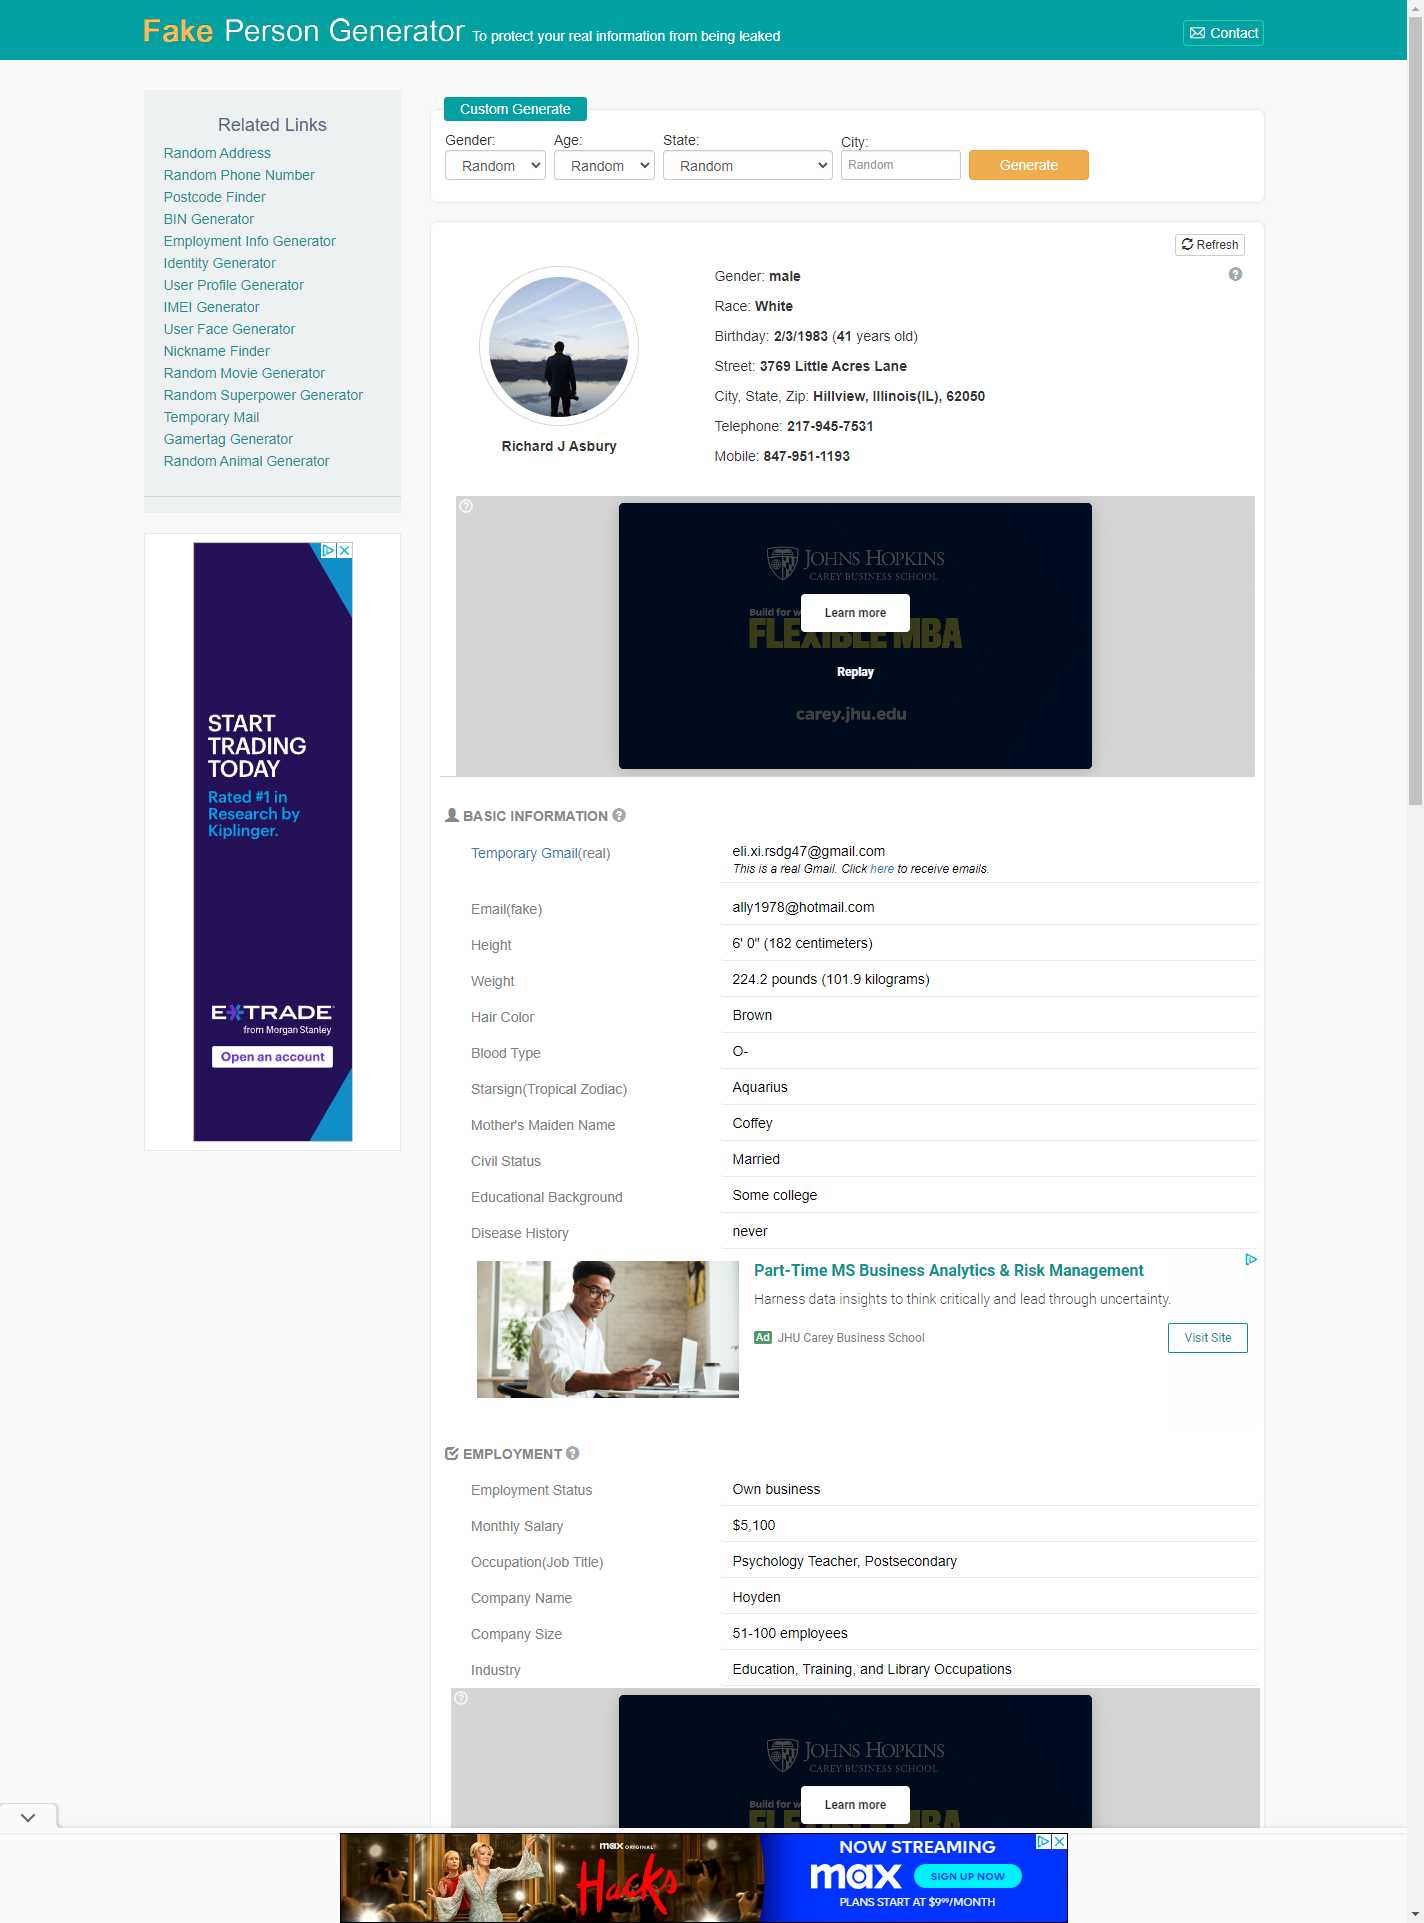 Fake Person Generator To protect your real information from being leaked
Contact
Related Links
Random Address
Random Phone Number
Postcode Finder
BIN Generator
Employment Info Generator
Identity Generator
User Profile Generator
IMEI Generator
User Face Generator
Nickname Finder
Random Movie Generator
Random Superpower Generator
Temporary Mail
Gamertag Generator
Random Animal Generator
START
TRADING
TODAY
Rated #1 in
Research by
Kiplinger.
E*TRADE
from Morgan Stanley
Open an account
Custom Generate
Gender: Age: State: City:
Random Random Random Random Generate
Refresh
Richard J Asbury
Gender: male
Race: White
Birthday: 2/3/1983 (41 years old)
Street: 3769 Little Acres Lane
City, State, Zip: Hillview, Illinois(IL), 62050
Telephone: 217-945-7531
Mobile: 847-951-1193
JOHNS HOPKINS
CAREY BUSINESS SCHOOL
Build for w
Learn more
FLEXIBLE MBA
Replay
carey.jhu.edu
BASIC INFORMATION
Temporary Gmail(real) eli.xi.rsdg47@gmail.com
This is a real Gmail. Click here to receive emails.
Email(fake) ally1978@hotmail.com
Height 6' 0" (182 centimeters)
Weight 224.2 pounds (101.9 kilograms)
Hair Color Brown
Blood Type O-
Starsign(Tropical Zodiac) Aquarius
Mother's Maiden Name Coffey
Civil Status Married
Educational Background Some college
Disease History never
Part-Time MS Business Analytics & Risk Management
Harness data insights to think critically and lead through uncertainty.
Ad JHU Carey Business School
Visit Site
EMPLOYMENT
Employment Status Own business
Monthly Salary $5,100
Occupation(Job Title) Psychology Teacher, Postsecondary
Company Name Hoyden
Company Size 51-100 employees
Industry Education, Training, and Library Occupations
JOHNS HOPKINS
CAREY BUSINESS SCHOOL
Build for w
Learn more
FLEXIBLE MBA
max ORIGINAL
Hacks
NOW STREAMING
max
SIGN UP NOW
PLANS START AT $9.99/MONTH